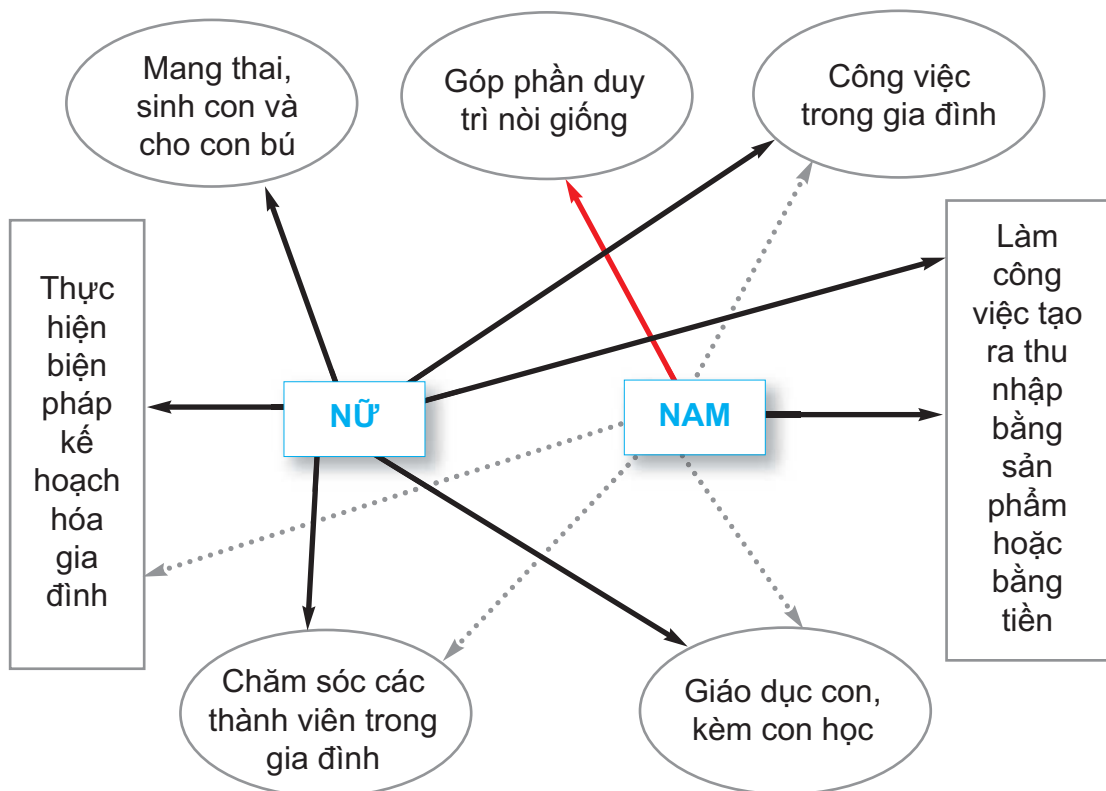 Mang thai,
sinh con và
cho con bú
Góp phần duy
trì nòi giống
Công việc
trong gia đình
Thực
hiện
biện
pháp
kế
hoạch
hóa
gia
đình
NỮ
NAM
Làm
công
việc tạo
ra thu
nhập
bằng
sản
phẩm
hoặc
bằng
tiền
Chăm sóc các
thành viên trong
gia đình
Giáo dục con,
kèm con học